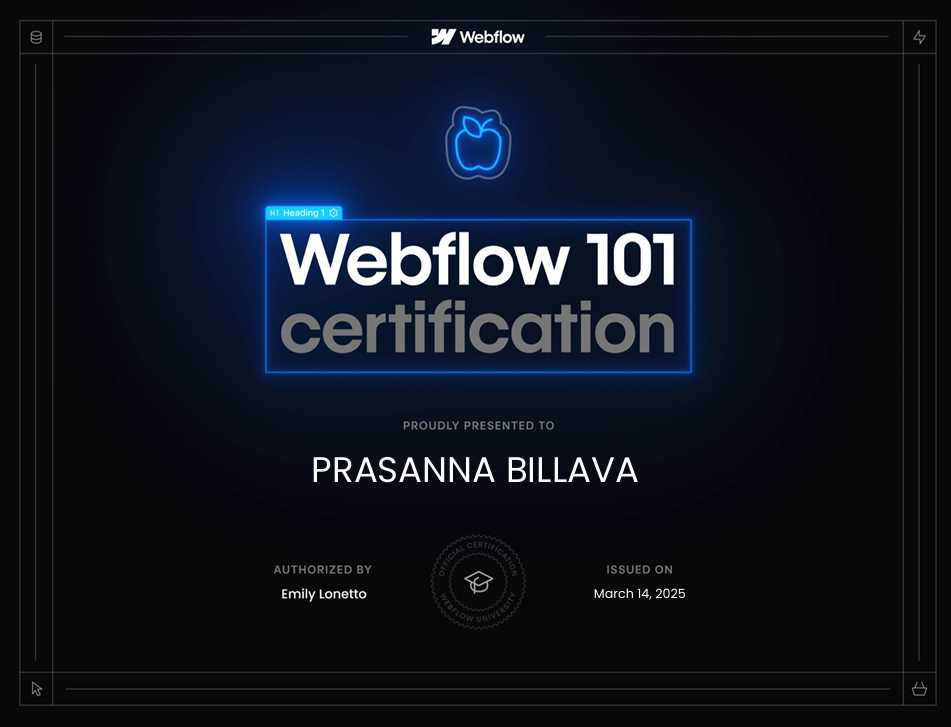 Webflow
H1 Heading 1
Webflow 101
certification
PROUDLY PRESENTED TO
PRASANNA BILLAVA
AUTHORIZED BY
Emily Lonetto
OFFICIAL CERTIFICATION
WEBFLOW UNIVERSITY
ISSUED ON
March 14, 2025